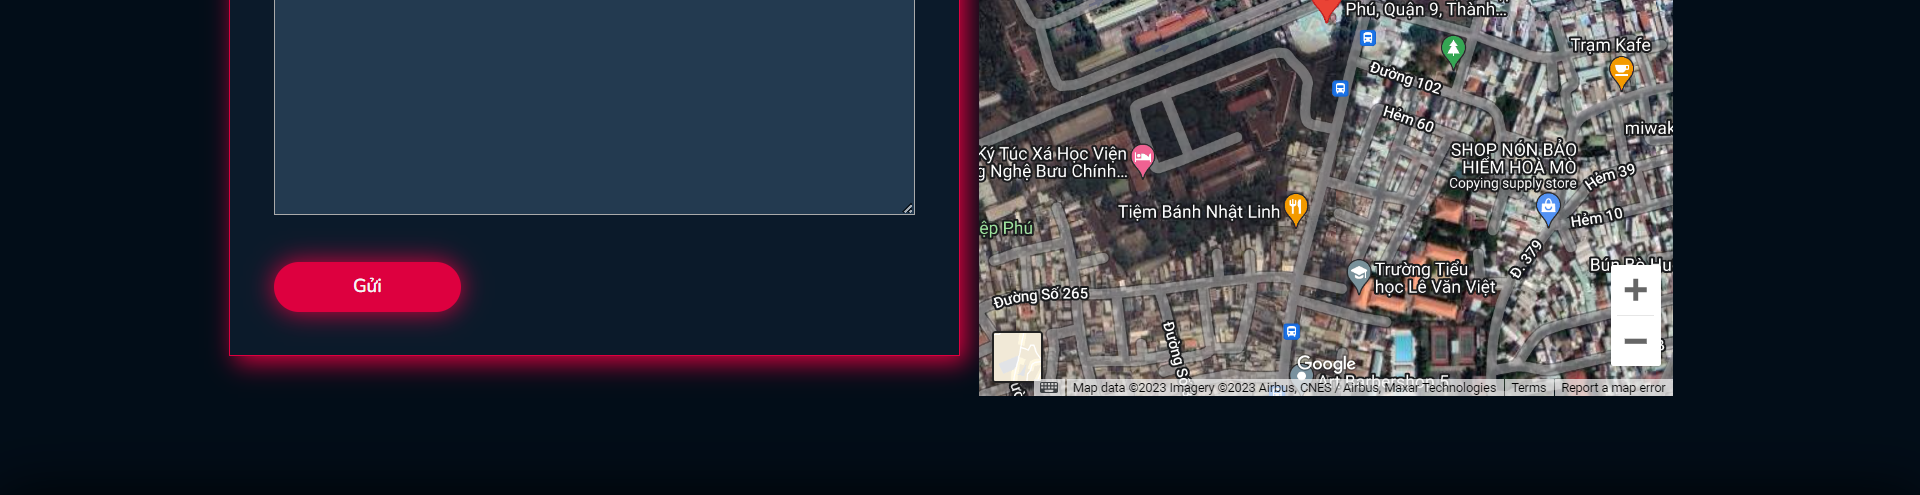 Gửi
Phú, Quận 9, Thành...
Trạm Kafe
Đường 102
Hẻm 60
miwak
Ký Túc Xá Học Viện
g Nghệ Bưu Chính...
SHOP NÓN BẢO
HIỂM HOÀ MÒ
Copying supply store
Hẻm 39
Tiệm Bánh Nhật Linh
Hẻm 10
ệp Phú
Đ. 379
Trường Tiểu
học Lê Văn Việt
Đường Số 265
Google
Map data ©2023 Imagery ©2023 Airbus, CNES / Airbus, Maxar Technologies
Terms
Report a map error